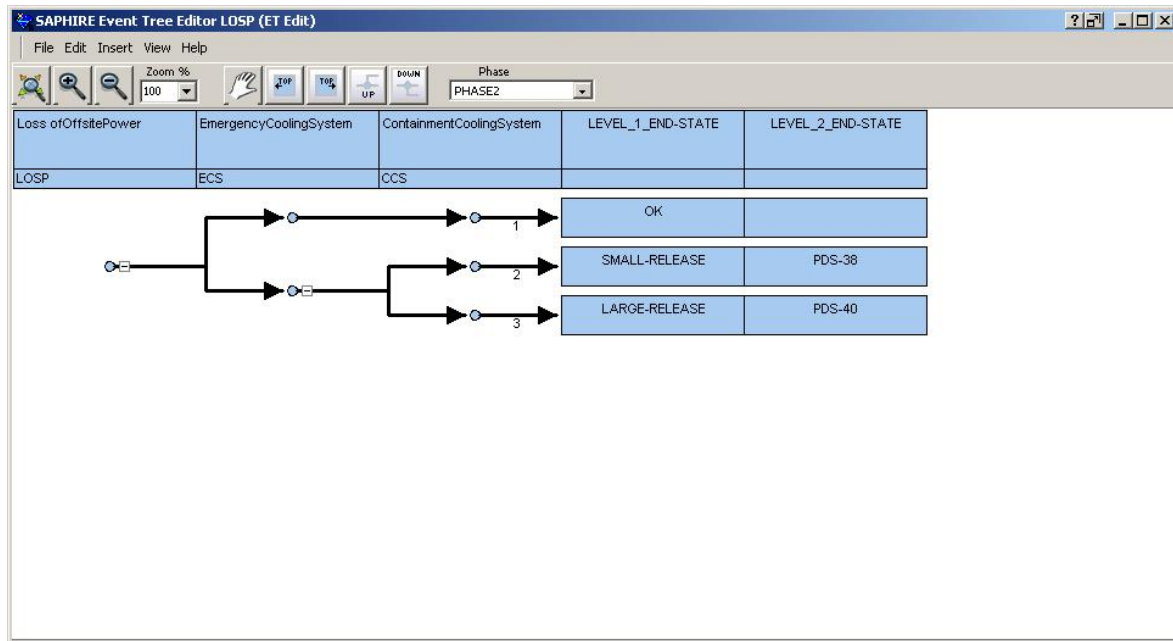 SAPHIRE Event Tree Editor LOSP (ET Edit)
File Edit Insert View Help
Zoom %
100
TOP
TOP
UP
DOWN
Phase
PHASE2
Loss ofOffsitePower
EmergencyCoolingSystem
ContainmentCoolingSystem
LEVEL_1_END-STATE
LEVEL_2_END-STATE
LOSP
ECS
CCS
1
OK
2
SMALL-RELEASE
PDS-38
3
LARGE-RELEASE
PDS-40